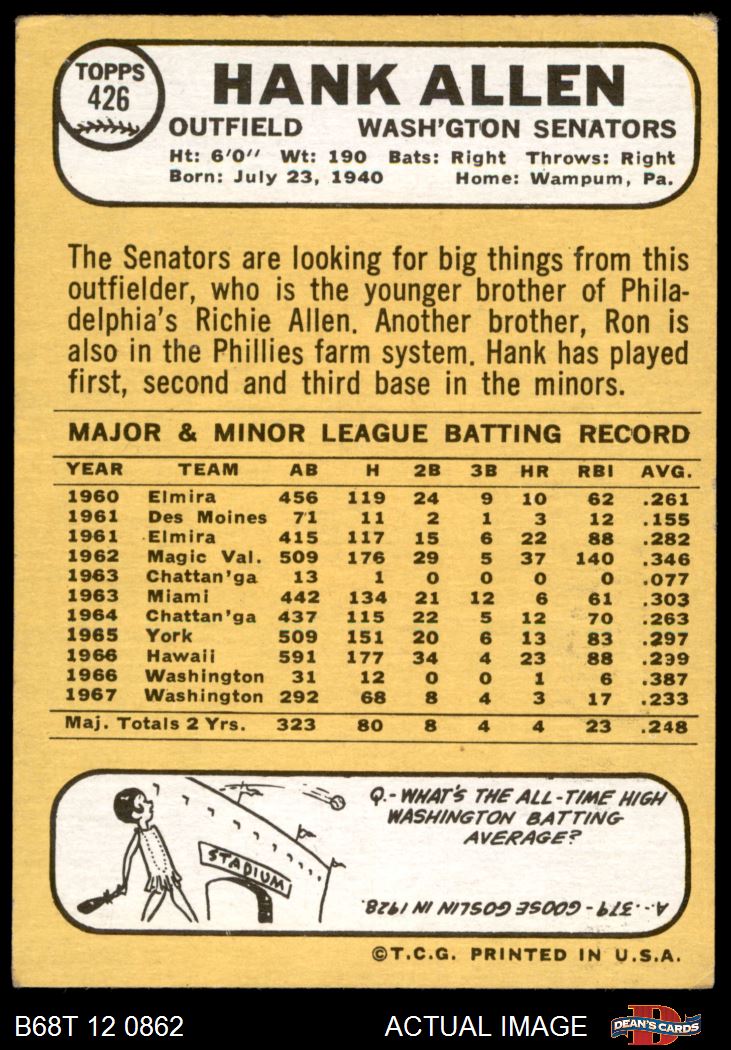 TOPPS
426
HANK ALLEN
OUTFIELD WASH'GTON SENATORS
Ht: 6'0'' Wt: 190 Bats: Right Throws: Right
Born: July 23, 1940 Home: Wampum, Pa.
The Senators are looking for big things from this
outfielder, who is the younger brother of Phila-
delphia's Richie Allen. Another brother, Ron is
also in the Phillies farm system. Hank has played
first, second and third base in the minors.
MAJOR & MINOR LEAGUE BATTING RECORD
YEAR TEAM AB H 2B 3B HR RBI AVG.
1960 Elmira 456 119 24 9 10 62 .261
1961 Des Moines 71 11 2 1 3 12 .155
1961 Elmira 415 117 15 6 22 88 .282
1962 Magic Val. 509 176 29 5 37 140 .346
1963 Chattan'ga 13 1 0 0 0 0 .077
1963 Miami 442 134 21 12 6 61 .303
1964 Chattan'ga 437 115 22 5 12 70 .263
1965 York 509 151 20 6 13 83 .297
1966 Hawaii 591 177 34 4 23 88 .299
1966 Washington 31 12 0 0 1 6 .387
1967 Washington 292 68 8 4 3 17 .233
Maj. Totals 2 Yrs. 323 80 8 4 4 23 .248
STADIUM
Q.- WHAT'S THE ALL-TIME HIGH
WASHINGTON BATTING
AVERAGE?
A.- .379 - GOOSE GOSLIN IN 1928.
©T.C.G. PRINTED IN U.S.A.
B68T 12 0862 ACTUAL IMAGE
D
DEAN'S CARDS